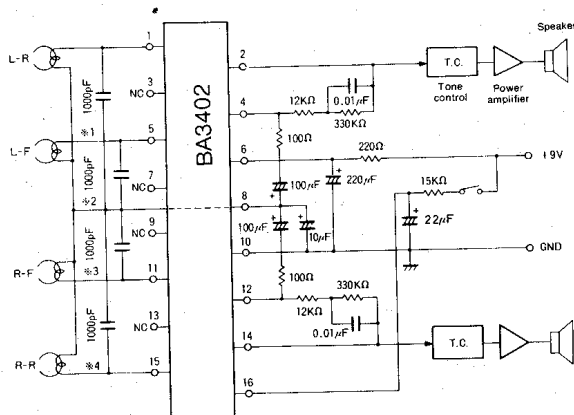 L-R
1
1000pF
NC
3
※1
L-F
5
1000pF
NC
7
※2
1000pF
NC
9
※3
R-F
11
1000pF
NC
13
※4
R-R
15
BA3402
2
T.C.
Tone
control
Power
amplifier
Speaker
0.01μF
4
12KΩ
330KΩ
100Ω
6
220Ω
+9V
+
100μF
+
220μF
15KΩ
8
100μF
+
+
10μF
+
22μF
10
GND
100Ω
12
330KΩ
12KΩ
0.01μF
14
T.C.
16